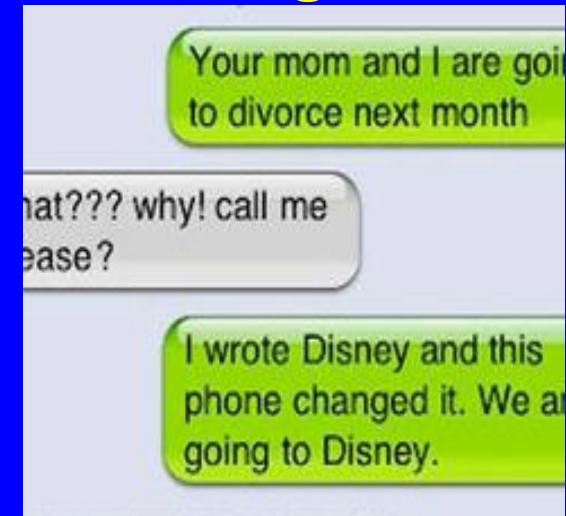 Your mom and I are goin
to divorce next month
hat??? why! call me
ease?
I wrote Disney and this
phone changed it. We ar
going to Disney.